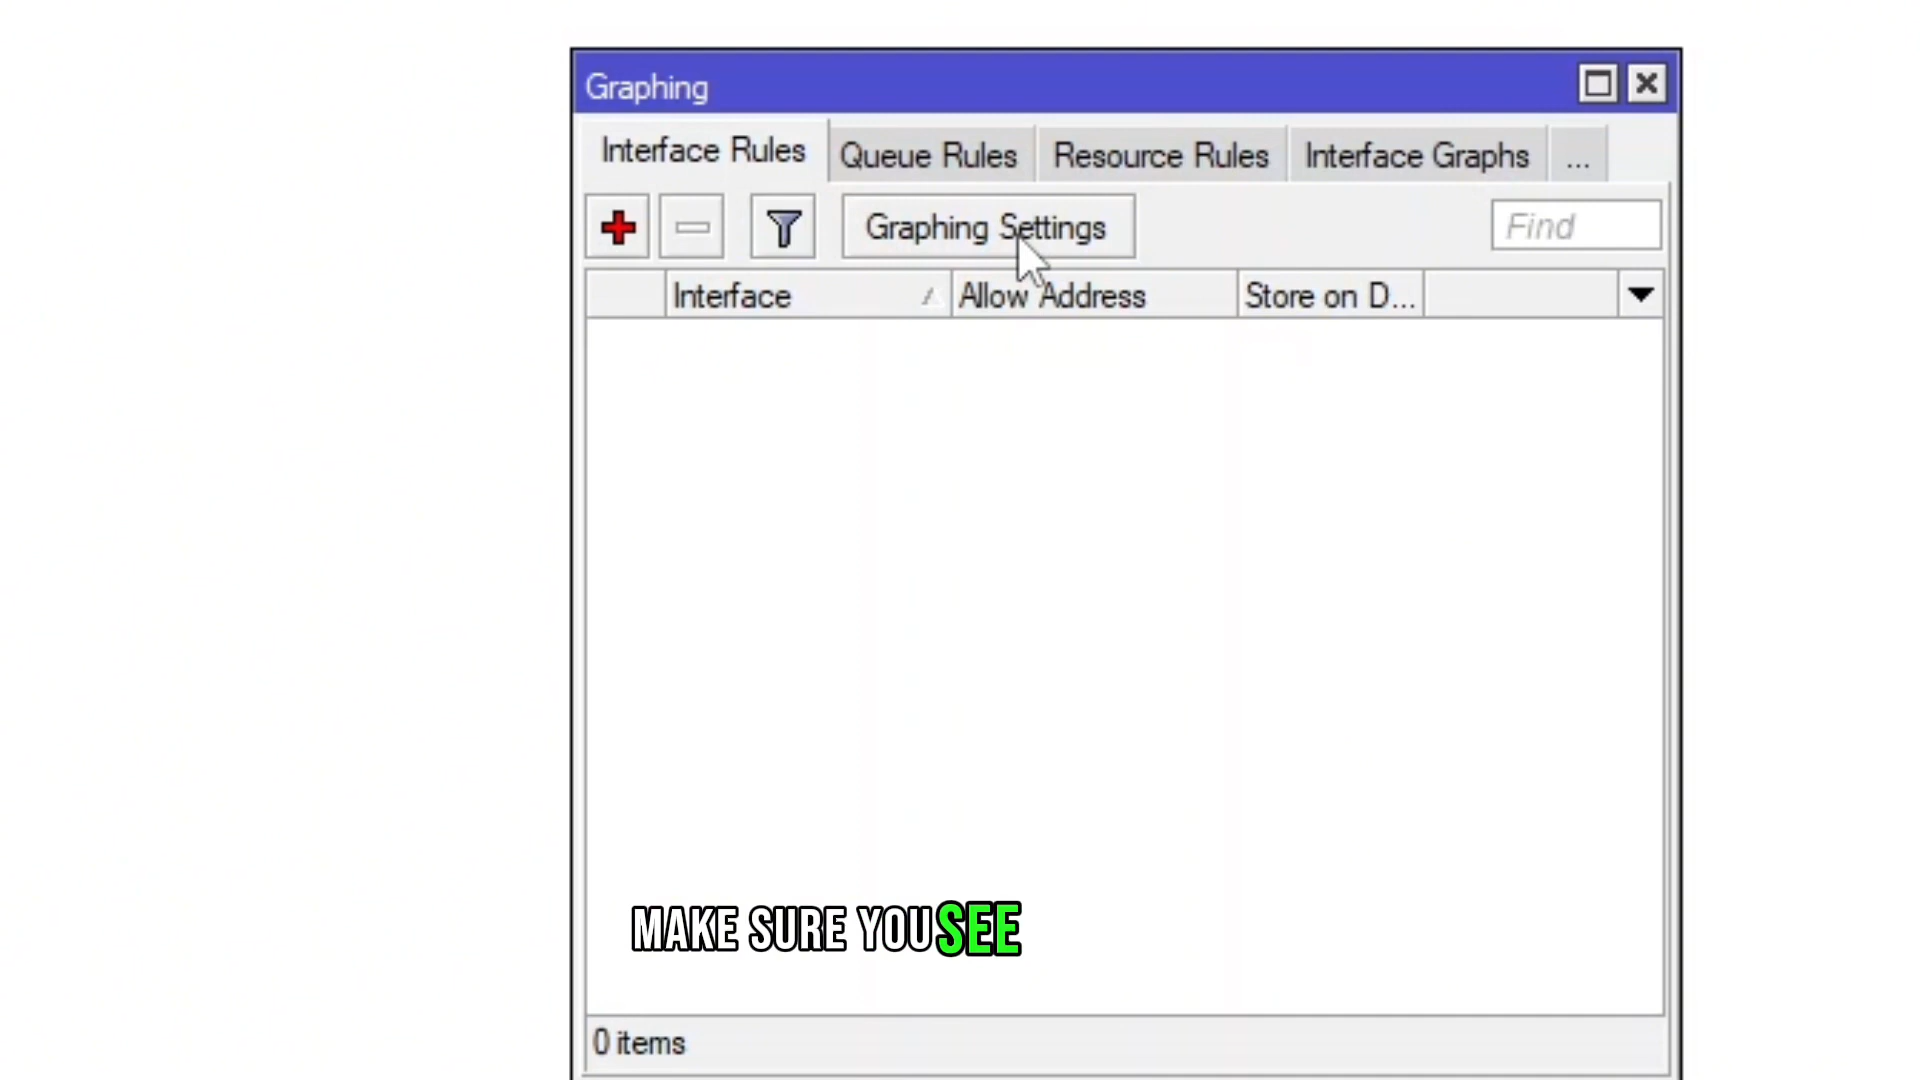 Graphing
Interface Rules Queue Rules Resource Rules Interface Graphs ...
Graphing Settings Find
Interface Allow Address Store on D...
MAKE SURE YOU SEE
0 items